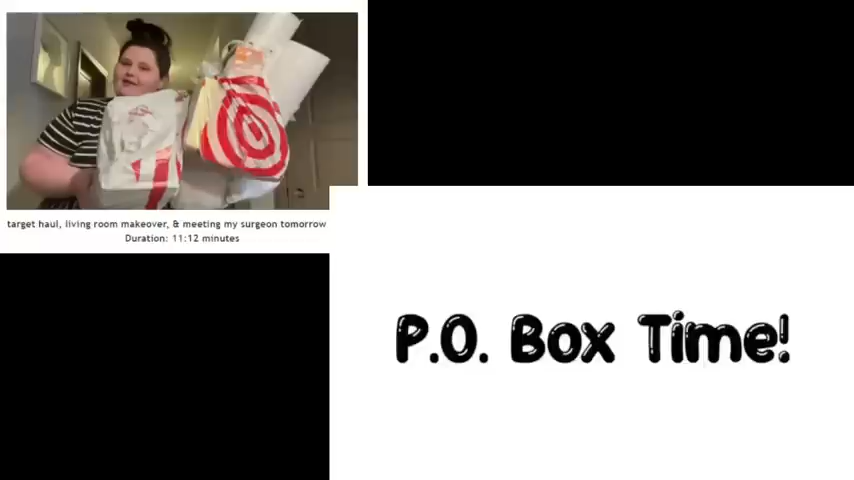 target haul, living room makeover, & meeting my surgeon tomorrow
Duration: 11:12 minutes
P.O. Box Time!